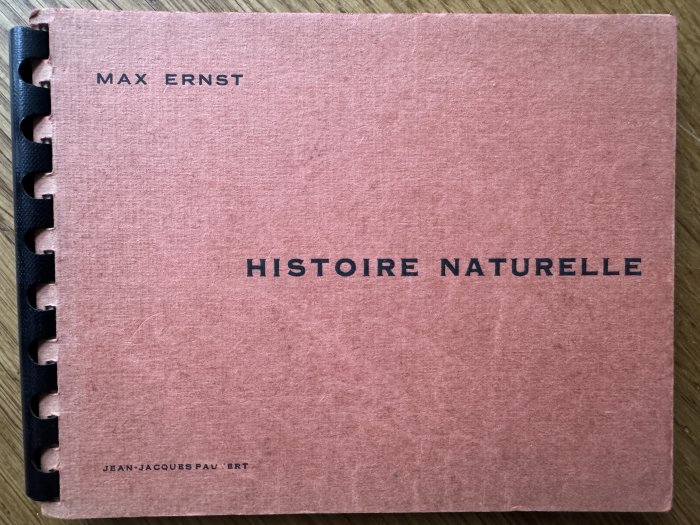 MAX ERNST
HISTOIRE NATURELLE
JEAN-JACQUES